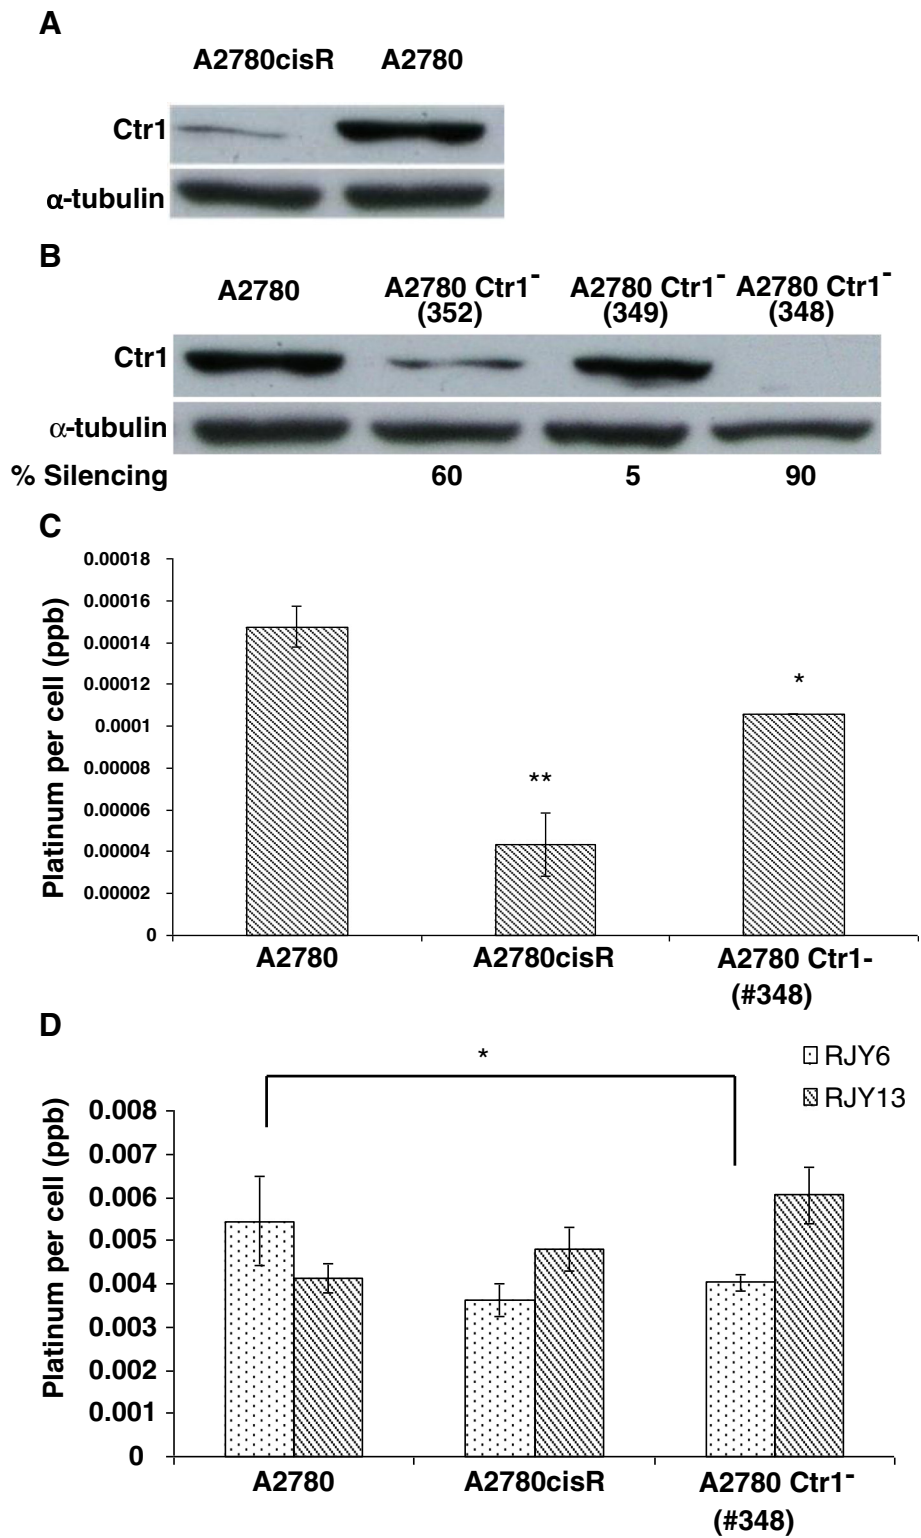 A
A2780cisR A2780
Ctr1
α-tubulin
B
A2780 A2780 Ctr1- A2780 Ctr1- A2780 Ctr1-
(352) (349) (348)
Ctr1
α-tubulin
% Silencing 60 5 90
C
Platinum per cell (ppb)
0.00018
0.00016
0.00014
0.00012
0.0001
0.00008
0.00006
0.00004
0.00002
0
*
**
A2780 A2780cisR A2780 Ctr1-
(#348)
D
RJY6
RJY13
*
Platinum per cell (ppb)
0.008
0.007
0.006
0.005
0.004
0.003
0.002
0.001
0
A2780 A2780cisR A2780 Ctr1-
(#348)